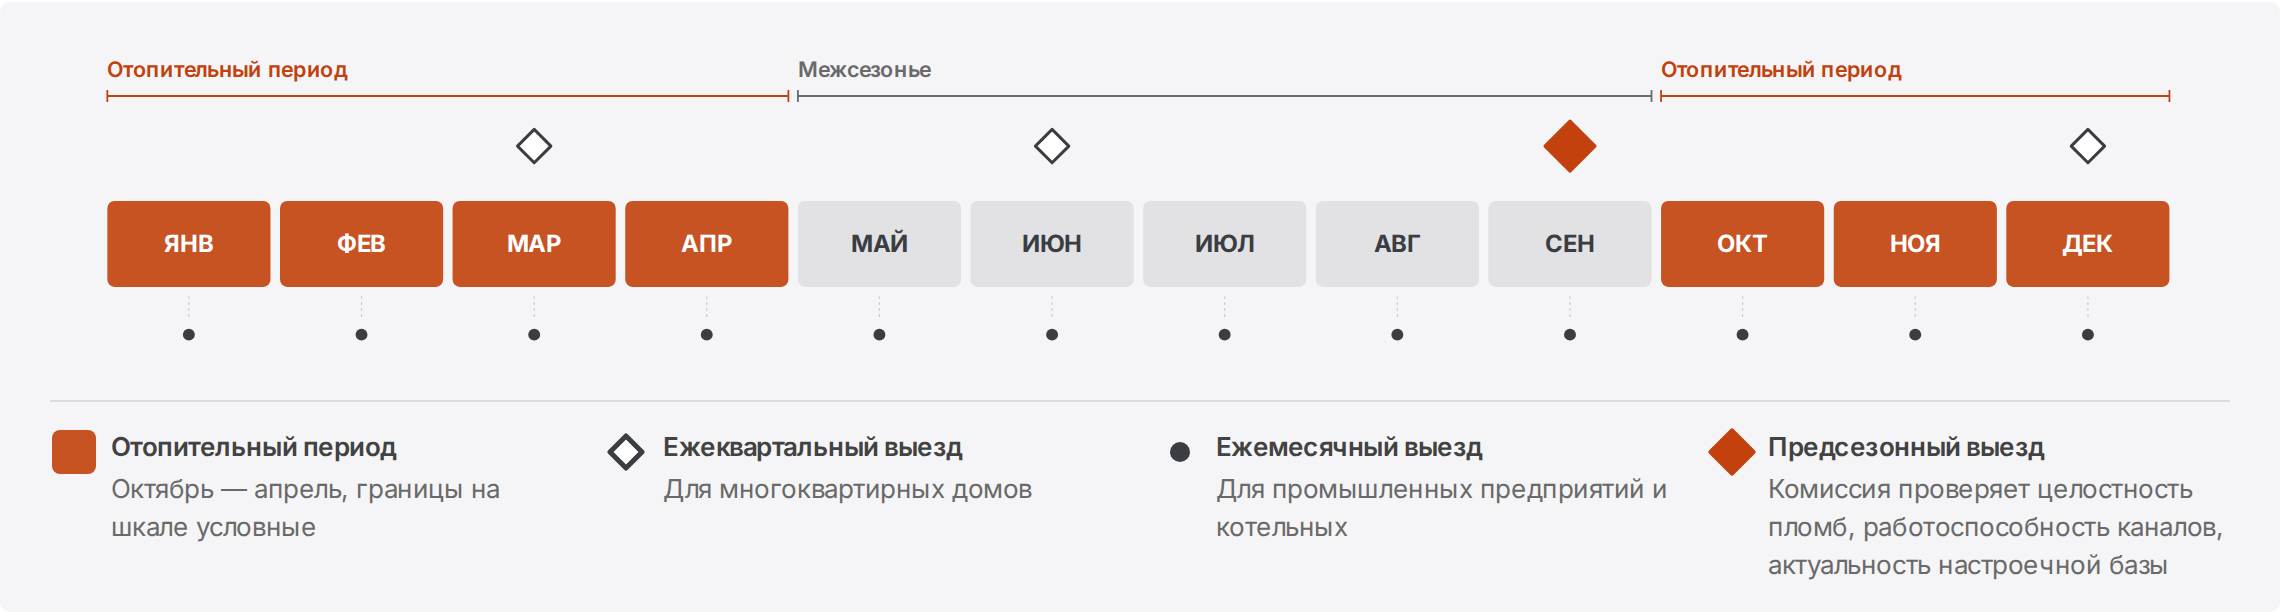 Отопительный период
Межсезонье
Отопительный период
ЯНВ
ФЕВ
МАР
АПР
МАЙ
ИЮН
ИЮЛ
АВГ
СЕН
ОКТ
НОЯ
ДЕК
Отопительный период
Октябрь — апрель, границы на
шкале условные
Ежеквартальный выезд
Для многоквартирных домов
Ежемесячный выезд
Для промышленных предприятий и
котельных
Предсезонный выезд
Комиссия проверяет целостность
пломб, работоспособность каналов,
актуальность настроечной базы